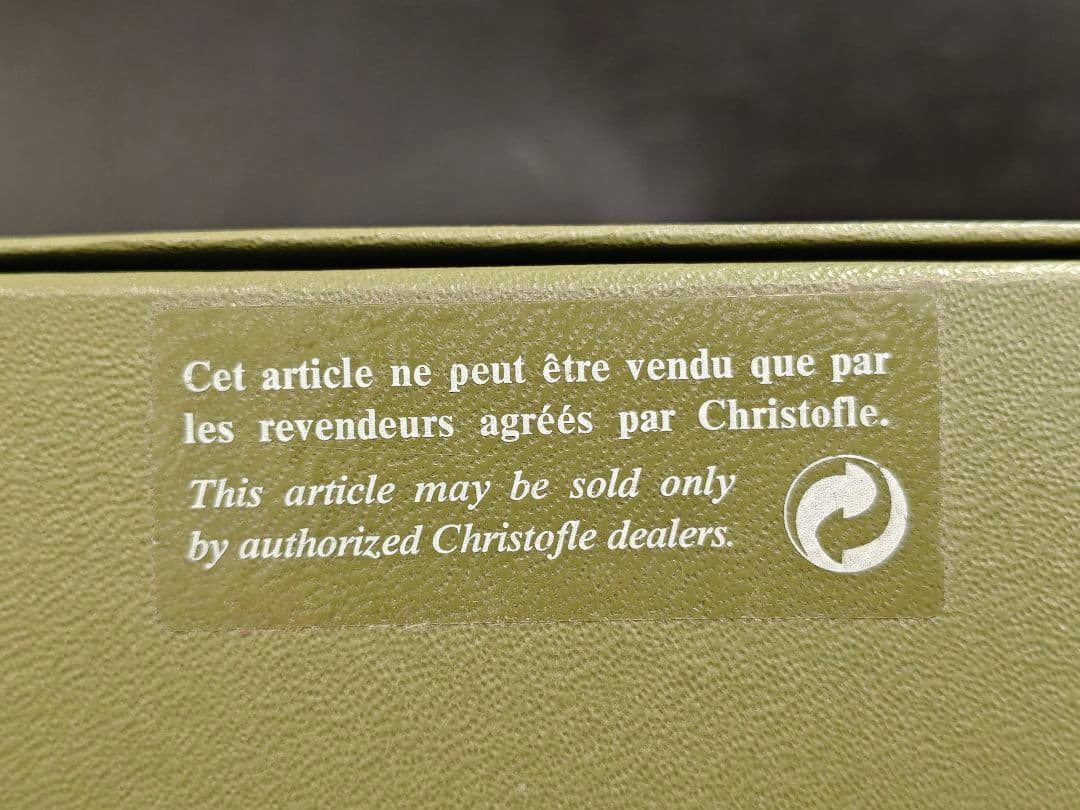 Cet article ne peut être vendu que par
les revendeurs agréés par Christofle.
This article may be sold only
by authorized Christofle dealers.